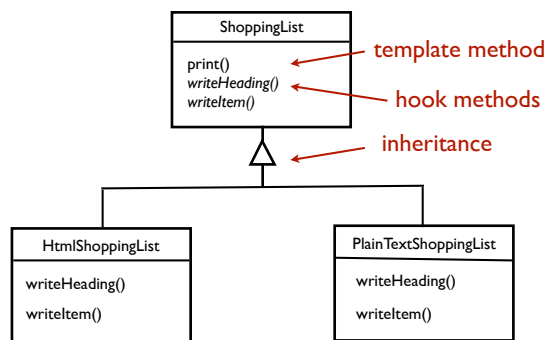 ShoppingList
print()
template method
writeHeading()
hook methods
writeItem()
inheritance
HtmlShoppingList
writeHeading()
writeItem()
PlainTextShoppingList
writeHeading()
writeItem()